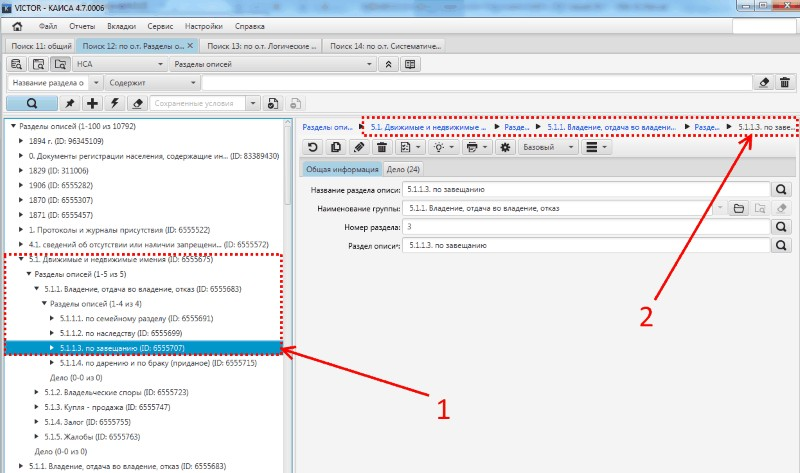 VICTOR - КАИСА 4.7.0006
Файл Отчеты Вкладки Сервис Настройки Справка
Поиск 11: общий Поиск 12: по о.т. Разделы о... Поиск 13: по о.т. Логические ... Поиск 14: по о.т. Систематиче...
НСА Разделы описей
Название раздела о Содержит
Сохраненные условия
Разделы описей (1-100 из 10792)
1894 г. (ID: 96345109)
0. Документы регистрации населения, содержащие ин... (ID: 83389430)
1829 (ID: 311006)
1906 (ID: 6555282)
1870 (ID: 6555307)
1871 (ID: 6555457)
1. Протоколы и журналы присутствия (ID: 6555522)
4.1. сведений об отсутствии или наличии запрещени... (ID: 6555572)
5.1. Движимые и недвижимые имения (ID: 6555675)
Разделы описей (1-5 из 5)
5.1.1. Владение, отдача во владение, отказ (ID: 6555683)
Разделы описей (1-4 из 4)
5.1.1.1. по семейному разделу (ID: 6555691)
5.1.1.2. по наследству (ID: 6555699)
5.1.1.3. по завещанию (ID: 6555707)
5.1.1.4. по дарению и по браку (приданое) (ID: 6555715)
Дело (0-0 из 0)
5.1.2. Владельческие споры (ID: 6555723)
5.1.3. Купля - продажа (ID: 6555747)
5.1.4. Залог (ID: 6555755)
5.1.5. Жалобы (ID: 6555763)
Дело (0-0 из 0)
5.1.1. Владение, отдача во владение, отказ (ID: 6555788)
Разделы опи... 5.1. Движимые и недвижимые ... Разде... 5.1.1. Владение, отдача во владени... Разде... 5.1.1.3. по заве...
Базовый
Общая информация Дело (24)
Название раздела описи: 5.1.1.3. по завещанию
Наименование группы: 5.1.1. Владение, отдача во владение, отказ
Номер раздела: 3
Раздел описи*: 5.1.1.3. по завещанию
1
2